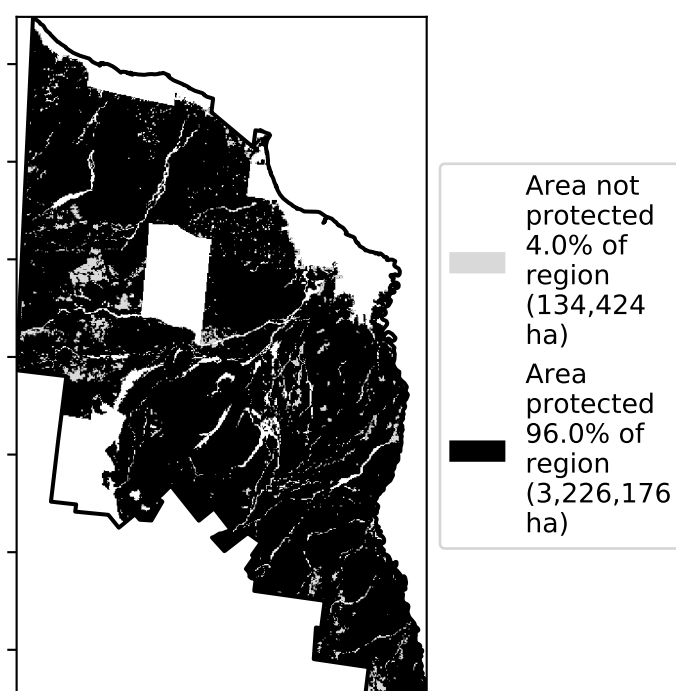 Area not
protected
4.0% of
region
(134,424
ha)
Area
protected
96.0% of
region
(3,226,176
ha)